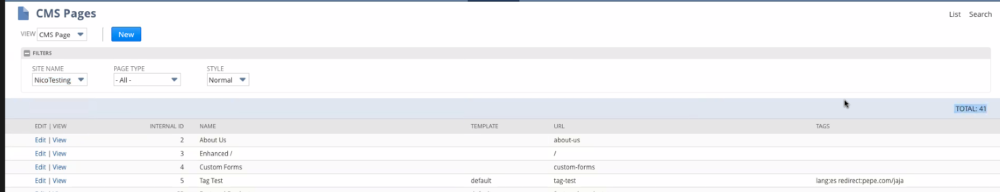 CMS Pages
List Search
VIEW CMS Page New
FILTERS
SITE NAME PAGE TYPE STYLE
NicoTesting - All - Normal
TOTAL: 41
EDIT | VIEW INTERNAL ID NAME TEMPLATE URL TAGS
Edit | View 2 About Us about-us
Edit | View 3 Enhanced / /
Edit | View 4 Custom Forms custom-forms
Edit | View 5 Tag Test default tag-test lang:es redirect:pepe.com/jaja